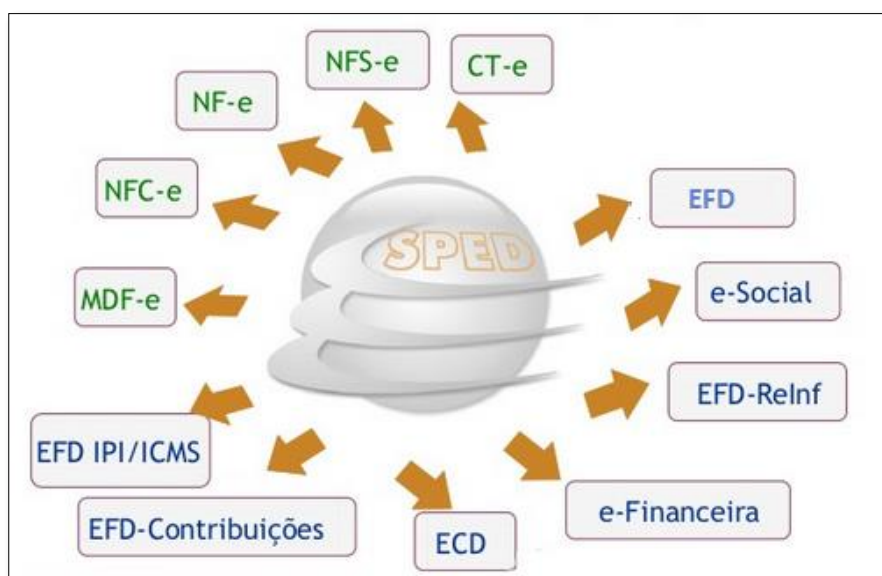 NFS-e
CT-e
NF-e
NFC-e
EFD
SPED
e-Social
MDF-e
EFD-ReInf
EFD IPI/ICMS
e-Financeira
EFD-Contribuições
ECD